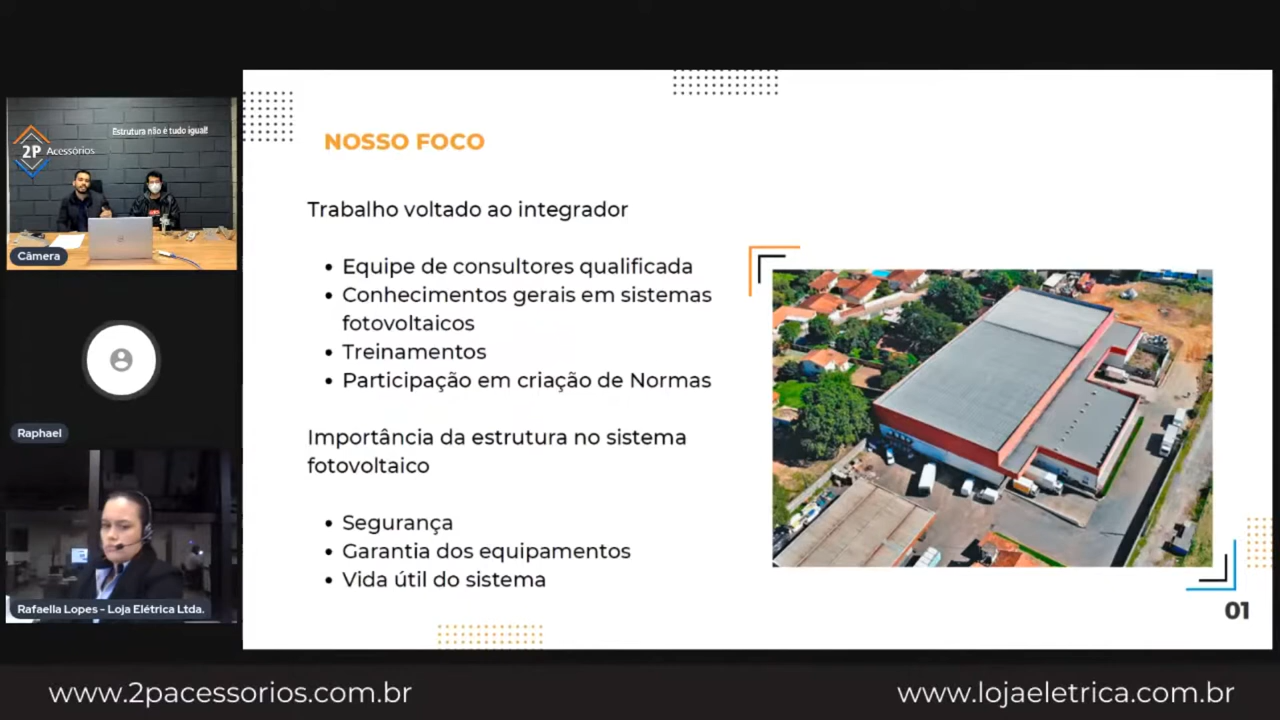 Estrutura não é tudo igual!
2P Acessórios
Câmera
Raphael
Rafaella Lopes - Loja Elétrica Ltda.
NOSSO FOCO
Trabalho voltado ao integrador
• Equipe de consultores qualificada
• Conhecimentos gerais em sistemas
fotovoltaicos
• Treinamentos
• Participação em criação de Normas
Importância da estrutura no sistema
fotovoltaico
• Segurança
• Garantia dos equipamentos
• Vida útil do sistema
01
www.2pacessorios.com.br
www.lojaeletrica.com.br